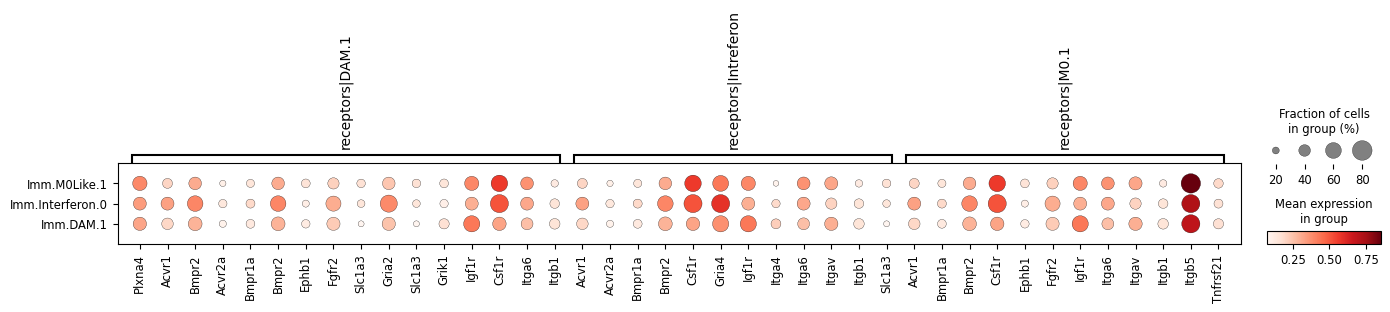 receptors|DAM.1
receptors|Intreferon
receptors|M0.1
Imm.M0Like.1
Imm.Interferon.0
Imm.DAM.1
Plxna4
Acvr1
Bmpr2
Acvr2a
Bmpr1a
Bmpr2
Ephb1
Fgfr2
Slc1a3
Gria2
Slc1a3
Grik1
Igf1r
Csf1r
Itga6
Itgb1
Acvr1
Acvr2a
Bmpr1a
Bmpr2
Csf1r
Gria4
Igf1r
Itga4
Itga6
Itgav
Itgb1
Slc1a3
Acvr1
Bmpr1a
Bmpr2
Csf1r
Ephb1
Fgfr2
Igf1r
Itga6
Itgav
Itgb1
Itgb5
Tnfrsf21
Fraction of cells
in group (%)
20 40 60 80
Mean expression
in group
0.25 0.50 0.75